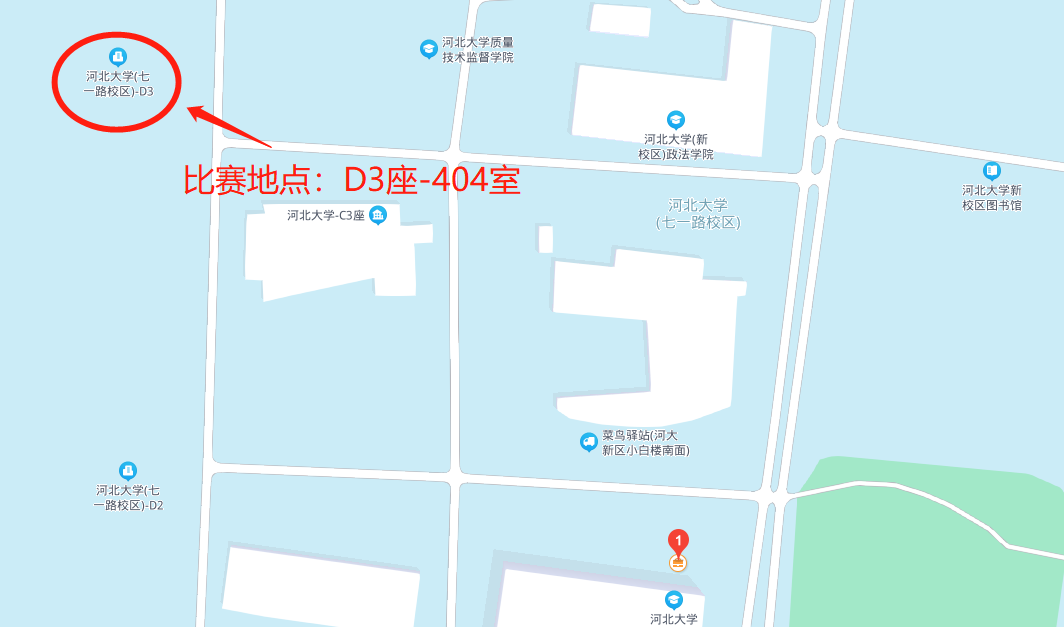 河北大学(七
一路校区)-D3
河北大学质量
技术监督学院
河北大学(新
校区)政法学院
比赛地点：D3座-404室
河北大学新
校区图书馆
河北大学-C3座
河北大学
(七一路校区)
菜鸟驿站(河大
新区小白楼南面)
河北大学(七
一路校区)-D2
1
河北大学